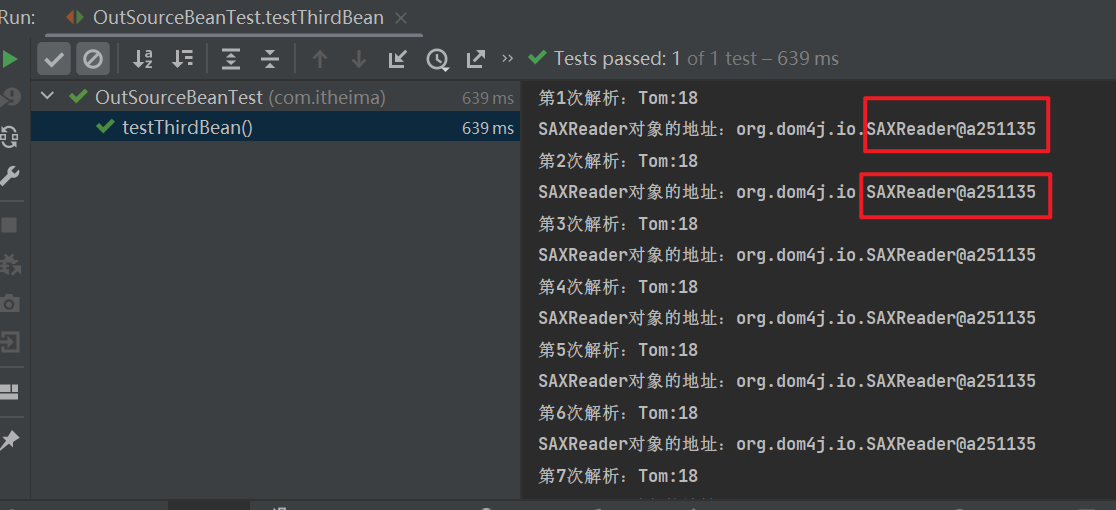 Run:
OutSourceBeanTest.testThirdBean ×
Tests passed: 1 of 1 test – 639 ms
OutSourceBeanTest (com.itheima) 639 ms
testThirdBean() 639 ms
第1次解析：Tom:18
SAXReader对象的地址：org.dom4j.io.SAXReader@a251135
第2次解析：Tom:18
SAXReader对象的地址：org.dom4j.io.SAXReader@a251135
第3次解析：Tom:18
SAXReader对象的地址：org.dom4j.io.SAXReader@a251135
第4次解析：Tom:18
SAXReader对象的地址：org.dom4j.io.SAXReader@a251135
第5次解析：Tom:18
SAXReader对象的地址：org.dom4j.io.SAXReader@a251135
第6次解析：Tom:18
SAXReader对象的地址：org.dom4j.io.SAXReader@a251135
第7次解析：Tom:18